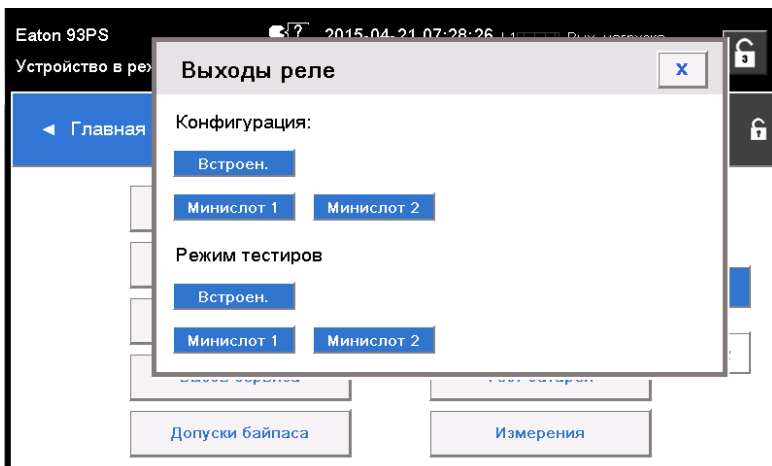 Eaton 93PS
2015-04-21 07:28:26 L1
Устройство в реж
Выходы реле
X
◄ Главная
Конфигурация:
Встроен.
Минислот 1 Минислот 2
Режим тестиров
Встроен.
Минислот 1 Минислот 2
Допуски байпаса
Измерения